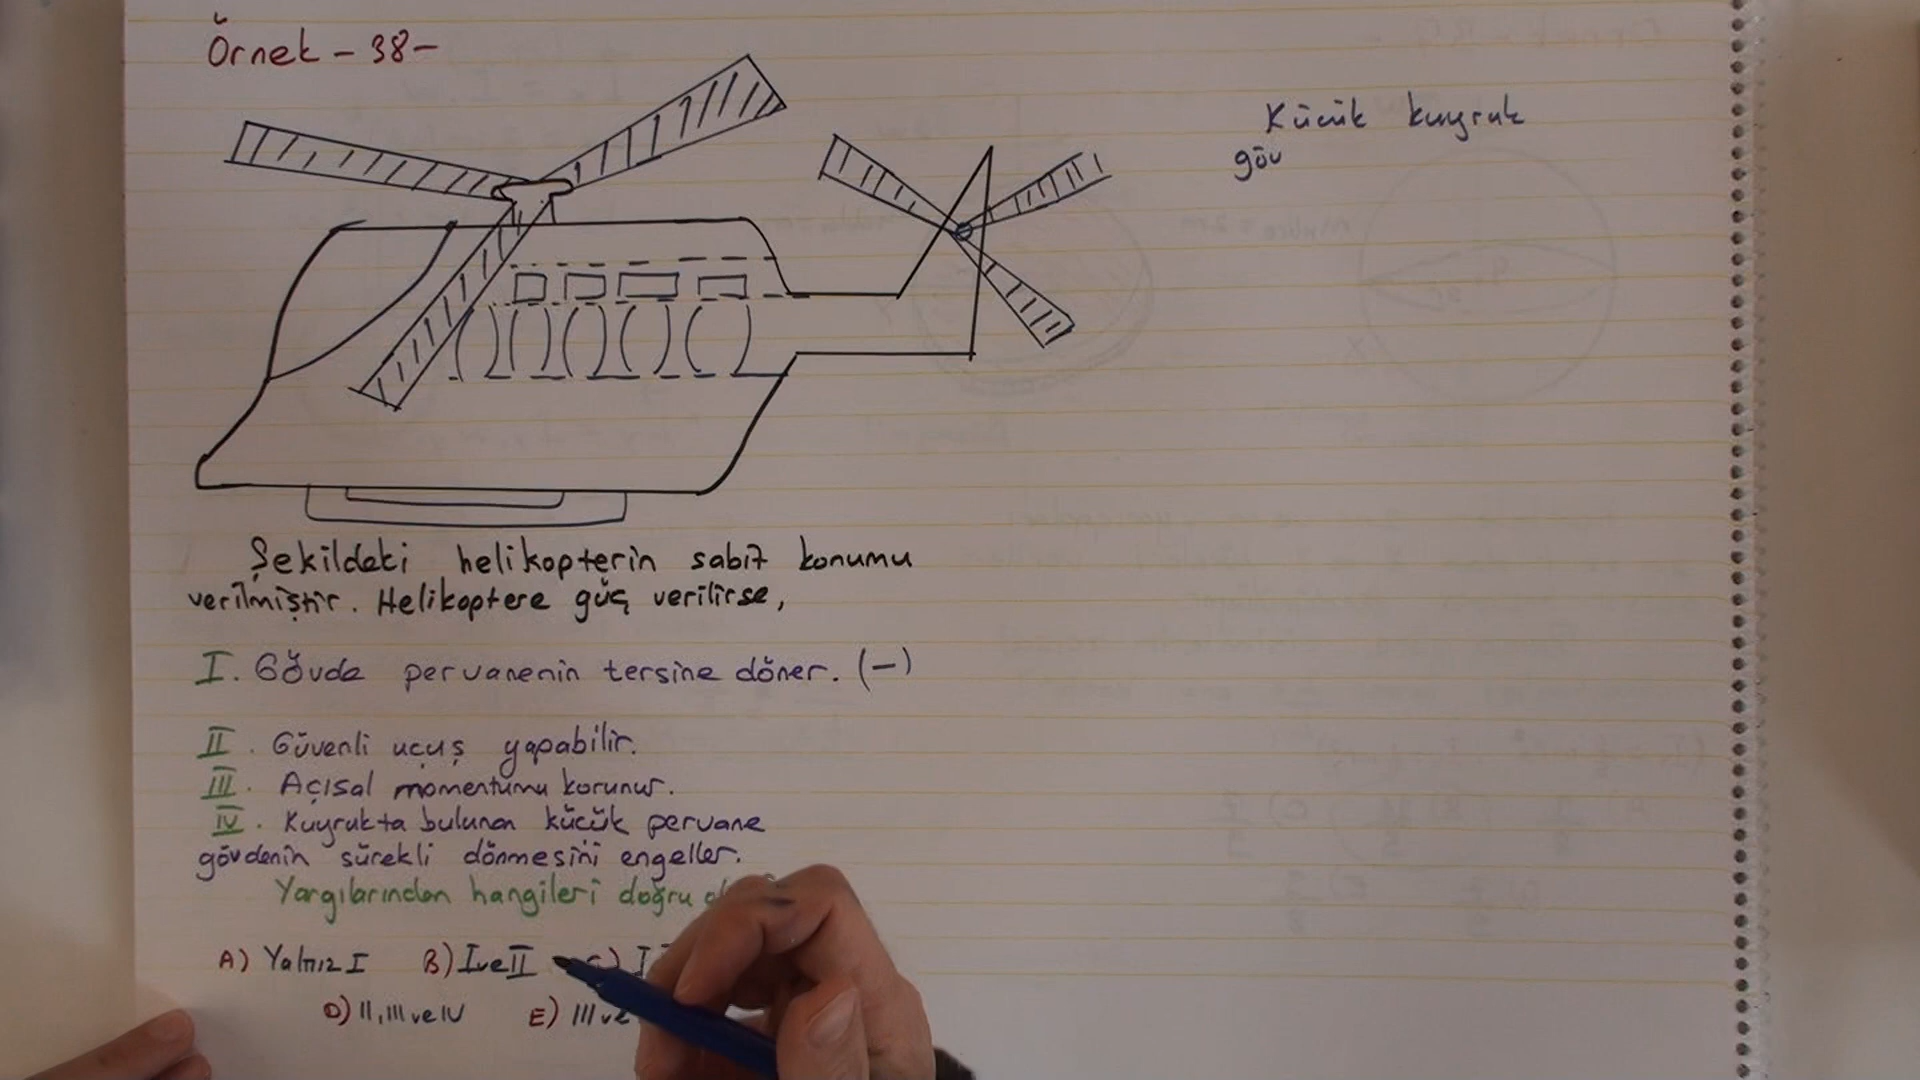 Örnek - 38-
Küçük kuyruk
göv
Şekildeki helikopterin sabit konumu
verilmiştir. Helikoptere güç verilirse,
I. Gövde pervanenin tersine döner. (-)
II. Güvenli uçuş yapabilir.
III. Açısal momentumu korunur.
IV. Kuyrukta bulunan küçük pervane
gövdenin sürekli dönmesini engeller.
Yargılarından hangileri doğru
A) Yalnız I B) I ve II C) I
D) II, III ve IV E) III ve